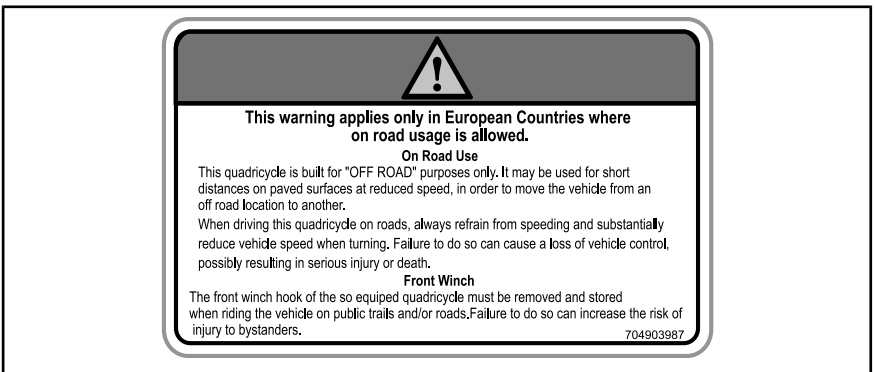 This warning applies only in European Countries where
on road usage is allowed.
On Road Use
This quadricycle is built for "OFF ROAD" purposes only. It may be used for short
distances on paved surfaces at reduced speed, in order to move the vehicle from an
off road location to another.
When driving this quadricycle on roads, always refrain from speeding and substantially
reduce vehicle speed when turning. Failure to do so can cause a loss of vehicle control,
possibly resulting in serious injury or death.
Front Winch
The front winch hook of the so equiped quadricycle must be removed and stored
when riding the vehicle on public trails and/or roads.Failure to do so can increase the risk of
injury to bystanders.
704903987